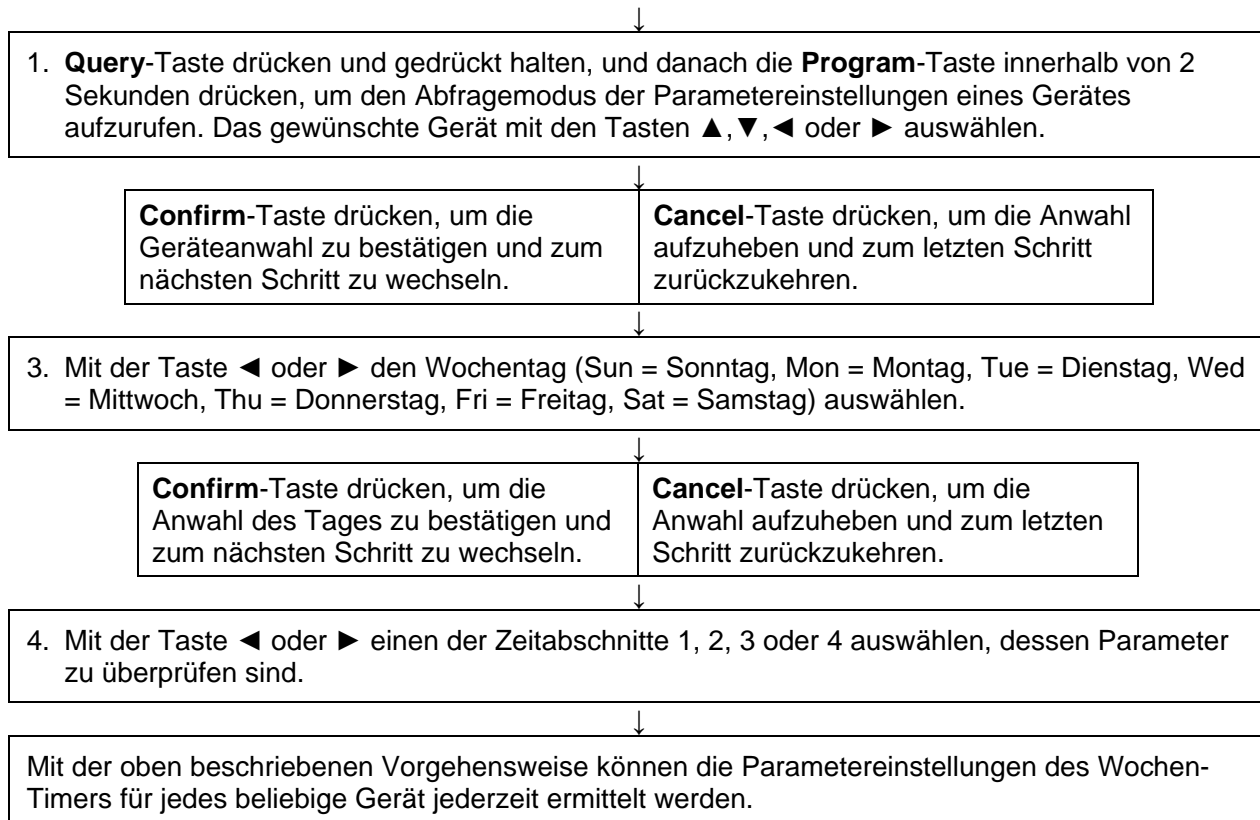 ↓
1. Query-Taste drücken und gedrückt halten, und danach die Program-Taste innerhalb von 2
Sekunden drücken, um den Abfragemodus der Parametereinstellungen eines Gerätes
aufzurufen. Das gewünschte Gerät mit den Tasten ▲,▼,◄ oder ► auswählen.
↓
Confirm-Taste drücken, um die
Geräteanwahl zu bestätigen und zum
nächsten Schritt zu wechseln.
Cancel-Taste drücken, um die Anwahl
aufzuheben und zum letzten Schritt
zurückzukehren.
↓
3. Mit der Taste ◄ oder ► den Wochentag (Sun = Sonntag, Mon = Montag, Tue = Dienstag, Wed
= Mittwoch, Thu = Donnerstag, Fri = Freitag, Sat = Samstag) auswählen.
↓
Confirm-Taste drücken, um die
Anwahl des Tages zu bestätigen und
zum nächsten Schritt zu wechseln.
Cancel-Taste drücken, um die
Anwahl aufzuheben und zum letzten
Schritt zurückzukehren.
↓
4. Mit der Taste ◄ oder ► einen der Zeitabschnitte 1, 2, 3 oder 4 auswählen, dessen Parameter
zu überprüfen sind.
↓
Mit der oben beschriebenen Vorgehensweise können die Parametereinstellungen des Wochen-
Timers für jedes beliebige Gerät jederzeit ermittelt werden.